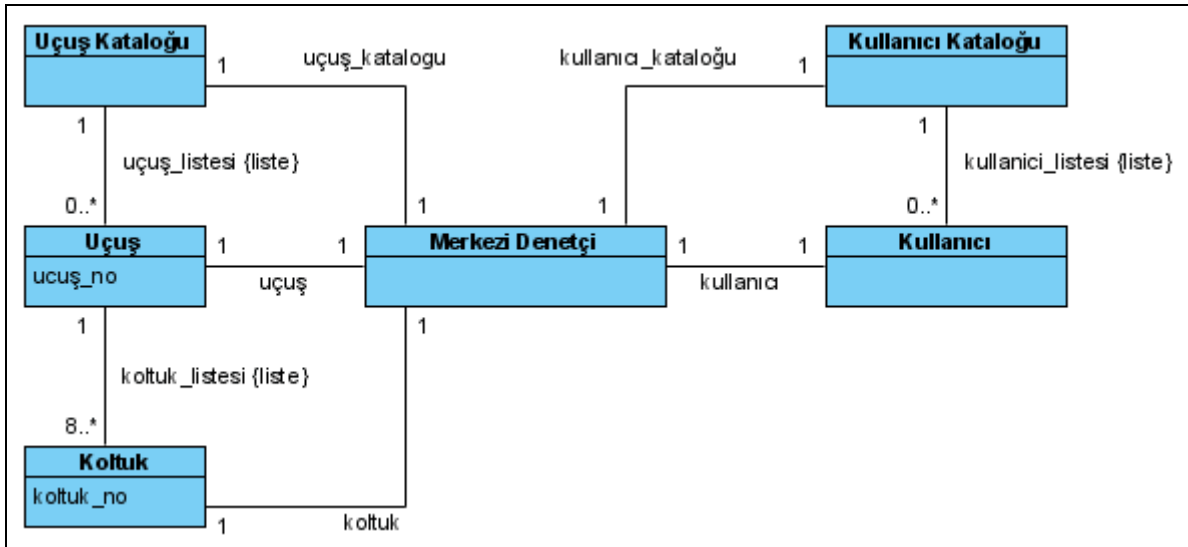 Uçuş Kataloğu
1
uçuş_katalogu
kullanıcı_kataloğu
1
Kullanıcı Kataloğu
1
uçuş_listesi {liste}
0..*
1
kullanici_listesi {liste}
0..*
1
1
Uçuş
ucuş_no
1
1
uçuş
Merkezi Denetçi
1
1
kullanıcı
Kullanıcı
1
koltuk_listesi {liste}
8..*
1
Koltuk
koltuk_no
1
koltuk